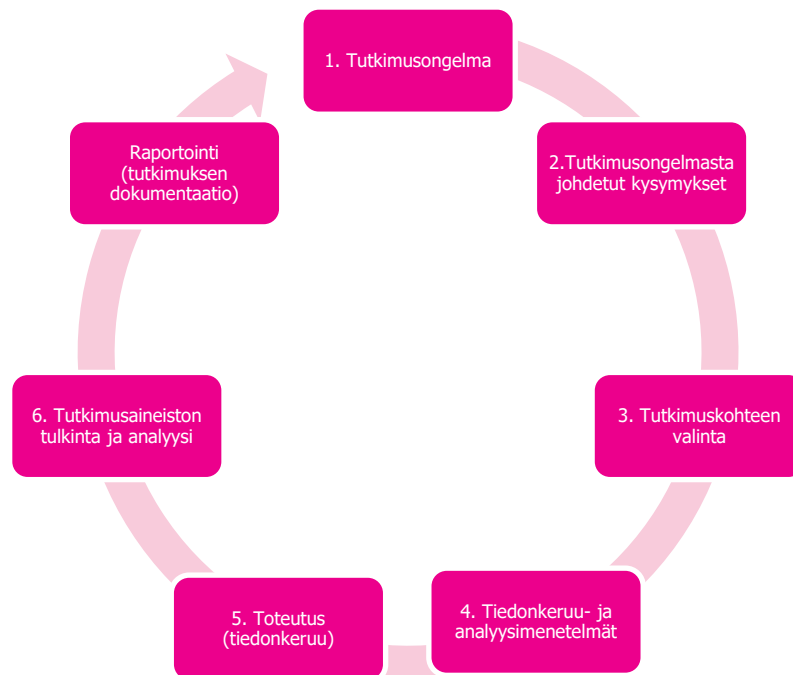 1. Tutkimusongelma
2.Tutkimusongelmasta
johdetut kysymykset
3. Tutkimuskohteen
valinta
4. Tiedonkeruu- ja
analyysimenetelmät
5. Toteutus
(tiedonkeruu)
6. Tutkimusaineiston
tulkinta ja analyysi
Raportointi
(tutkimuksen
dokumentaatio)